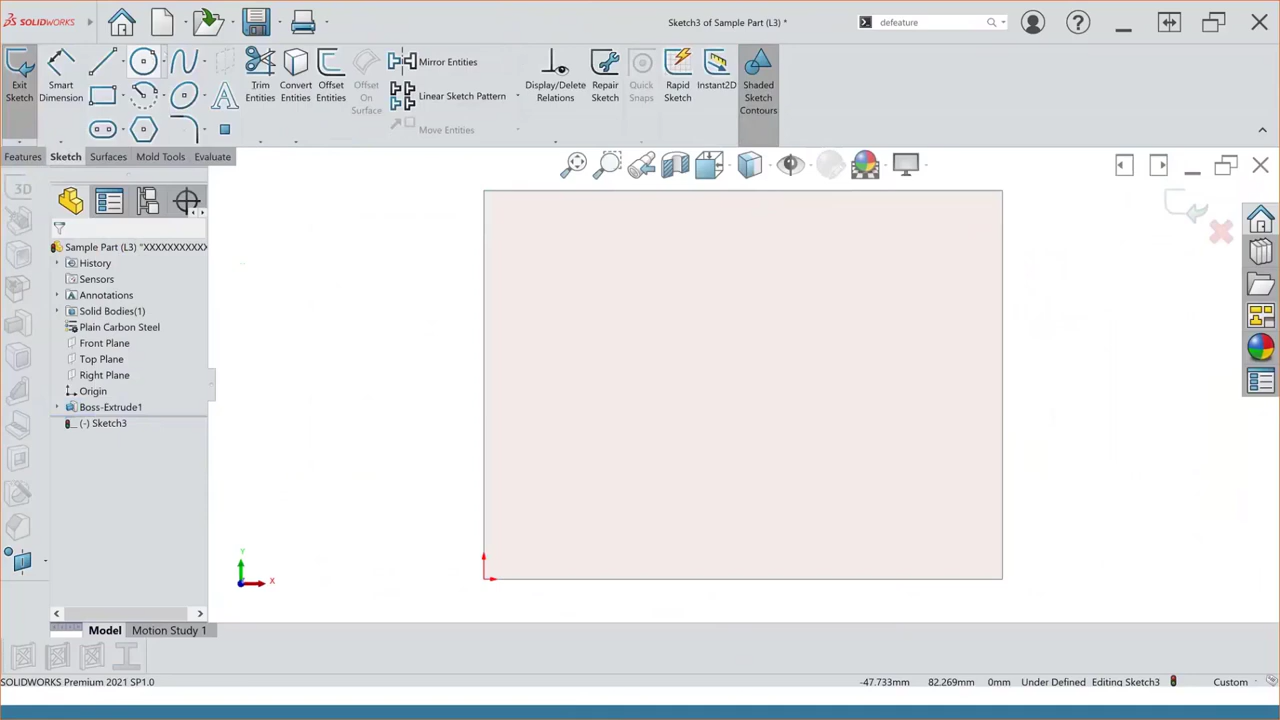 SOLIDWORKS
Sketch3 of Sample Part (L3) *
defeature
Exit Sketch
Smart Dimension
Trim Entities
Convert Entities
Offset Entities
Offset On Surface
Mirror Entities
Linear Sketch Pattern
Move Entities
Display/Delete Relations
Repair Sketch
Quick Snaps
Rapid Sketch
Instant2D
Shaded Sketch Contours
Features Sketch Surfaces Mold Tools Evaluate
3D
Sample Part (L3) "XXXXXXXXXX
History
Sensors
Annotations
Solid Bodies(1)
Plain Carbon Steel
Front Plane
Top Plane
Right Plane
Origin
Boss-Extrude1
(-) Sketch3
Y
X
Model Motion Study 1
SOLIDWORKS Premium 2021 SP1.0
-47.733mm 82.269mm 0mm Under Defined Editing Sketch3 Custom